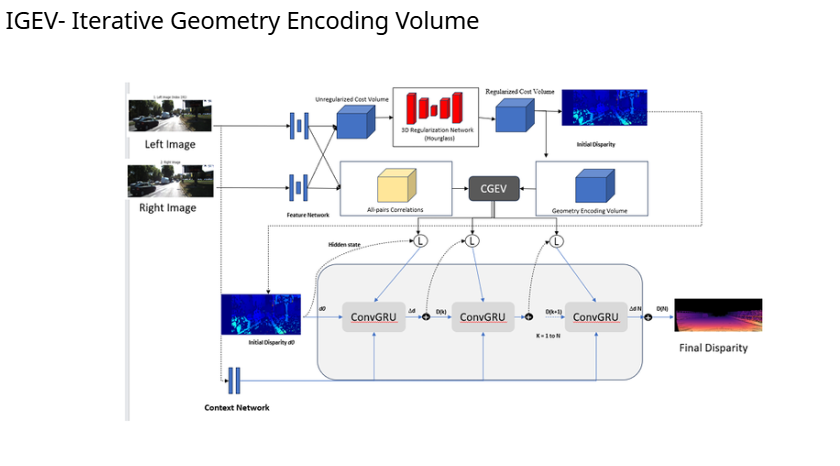 IGEV- Iterative Geometry Encoding Volume
Left Image
Right Image
Feature Network
Unregularized Cost Volume
3D Regularization Network
(Hourglass)
Regularized Cost Volume
Initial Disparity
All-pairs Correlations
CGEV
Geometry Encoding Volume
Hidden state
L
L
L
Initial Disparity d0
d0
ConvGRU
Δd
D(k)
ConvGRU
D(k+1)
K = 1 to N
ConvGRU
Δd N
D(N)
Final Disparity
Context Network